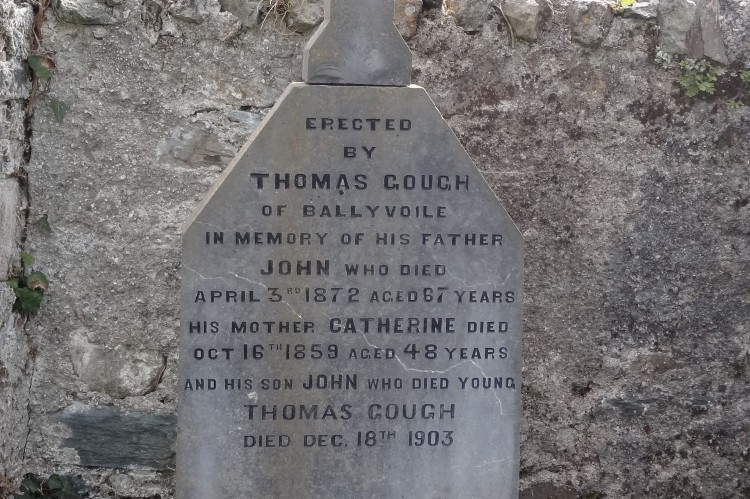 ERECTED
BY
THOMAS GOUGH
OF BALLYVOILE
IN MEMORY OF HIS FATHER
JOHN WHO DIED
APRIL 3RD 1872 AGED 67 YEARS
HIS MOTHER CATHERINE DIED
OCT 16TH 1859 AGED 48 YEARS
AND HIS SON JOHN WHO DIED YOUNG
THOMAS GOUGH
DIED DEC. 18TH 1903